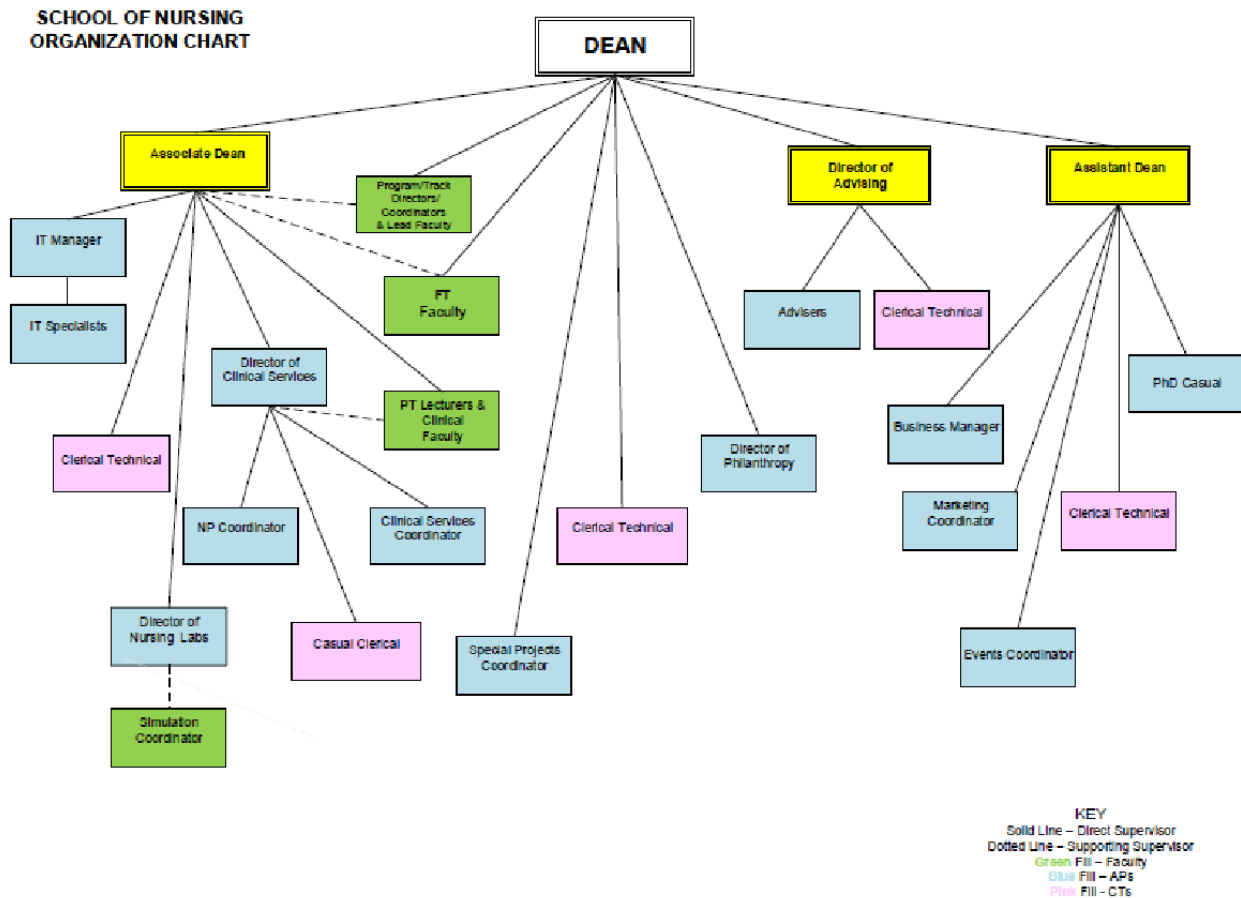 SCHOOL OF NURSING
ORGANIZATION CHART
DEAN
Associate Dean
Program/Track
Directors/
Coordinators
& Lead Faculty
Director of
Advising
Assistant Dean
IT Manager
FT
Faculty
IT Specialists
Advisers
Clerical Technical
Director of
Clinical Services
PT Lecturers &
Clinical
Faculty
PhD Casual
Business Manager
Clerical Technical
Director of
Philanthropy
NP Coordinator
Clinical Services
Coordinator
Clerical Technical
Marketing
Coordinator
Clerical Technical
Director of
Nursing Labs
Casual Clerical
Special Projects
Coordinator
Events Coordinator
Simulation
Coordinator
KEY
Solid Line – Direct Supervisor
Dotted Line – Supporting Supervisor
Green Fill – Faculty
Blue Fill – APs
Pink Fill - CTs